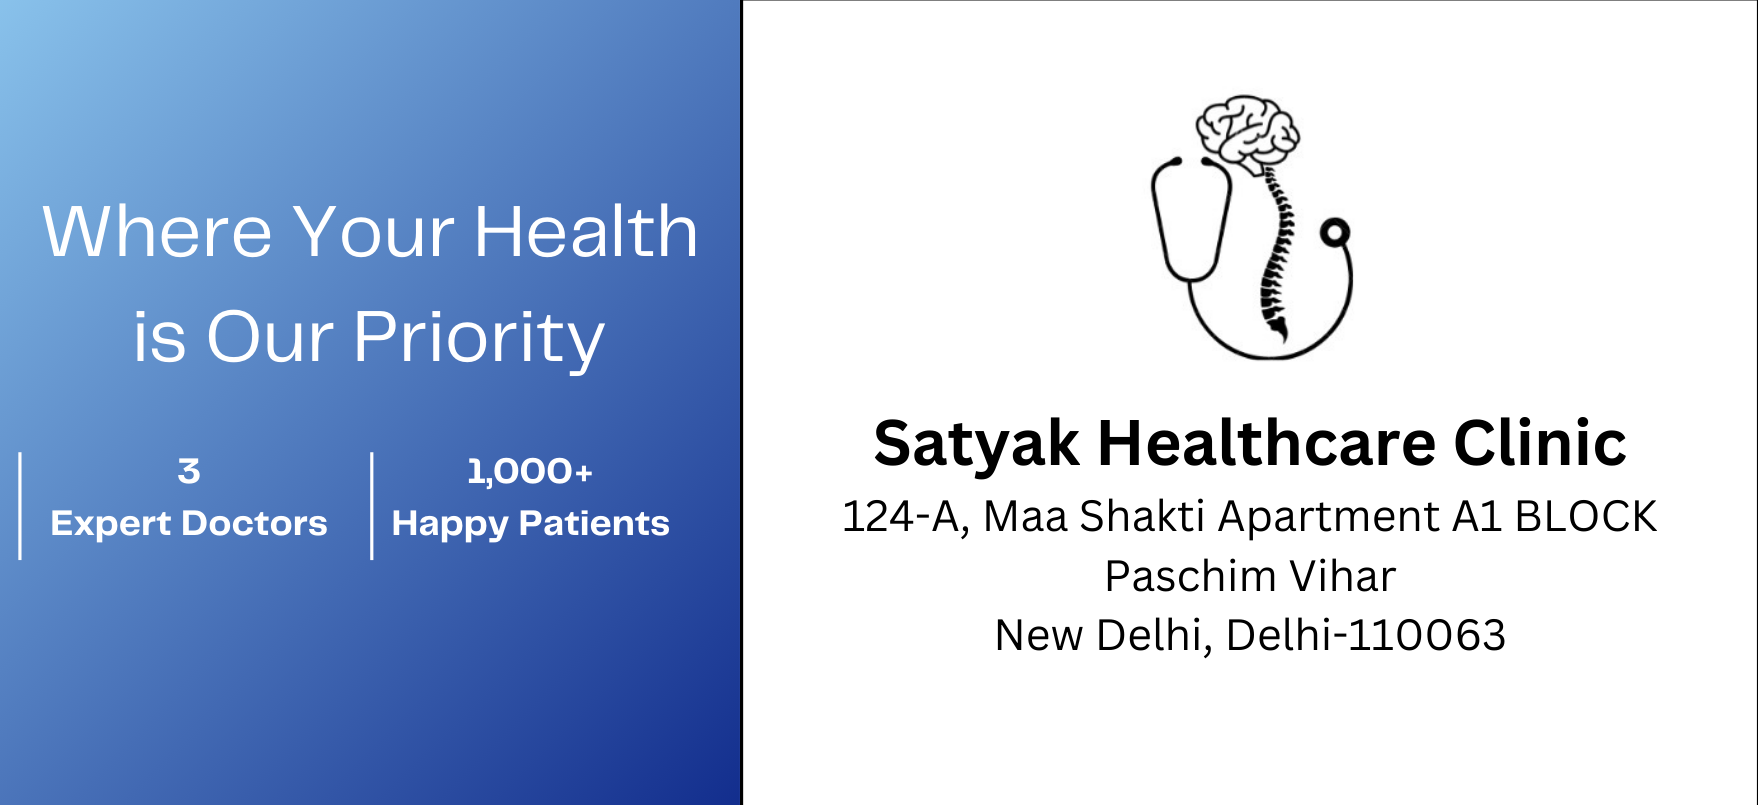 Where Your Health
is Our Priority
3
Expert Doctors
1,000+
Happy Patients
Satyak Healthcare Clinic
124-A, Maa Shakti Apartment A1 BLOCK
Paschim Vihar
New Delhi, Delhi-110063